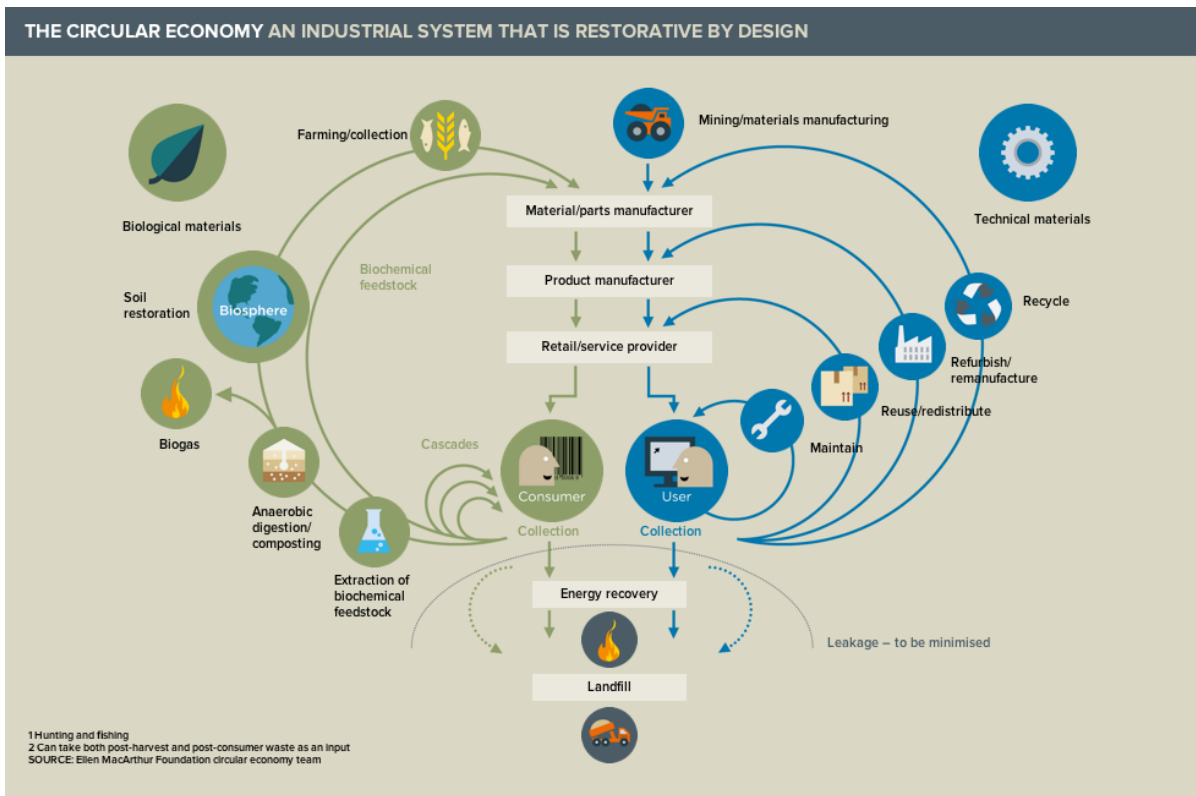 THE CIRCULAR ECONOMY AN INDUSTRIAL SYSTEM THAT IS RESTORATIVE BY DESIGN
Farming/collection
Mining/materials manufacturing
Biological materials
Technical materials
Material/parts manufacturer
Biochemical
feedstock
Product manufacturer
Soil
restoration
Biosphere
Recycle
Retail/service provider
Refurbish/
remanufacture
Reuse/redistribute
Biogas
Cascades
Maintain
Consumer
User
Anaerobic
digestion/
composting
Collection
Collection
Extraction of
biochemical
feedstock
Energy recovery
Leakage – to be minimised
Landfill
1 Hunting and fishing
2 Can take both post-harvest and post-consumer waste as an input
SOURCE: Ellen MacArthur Foundation circular economy team